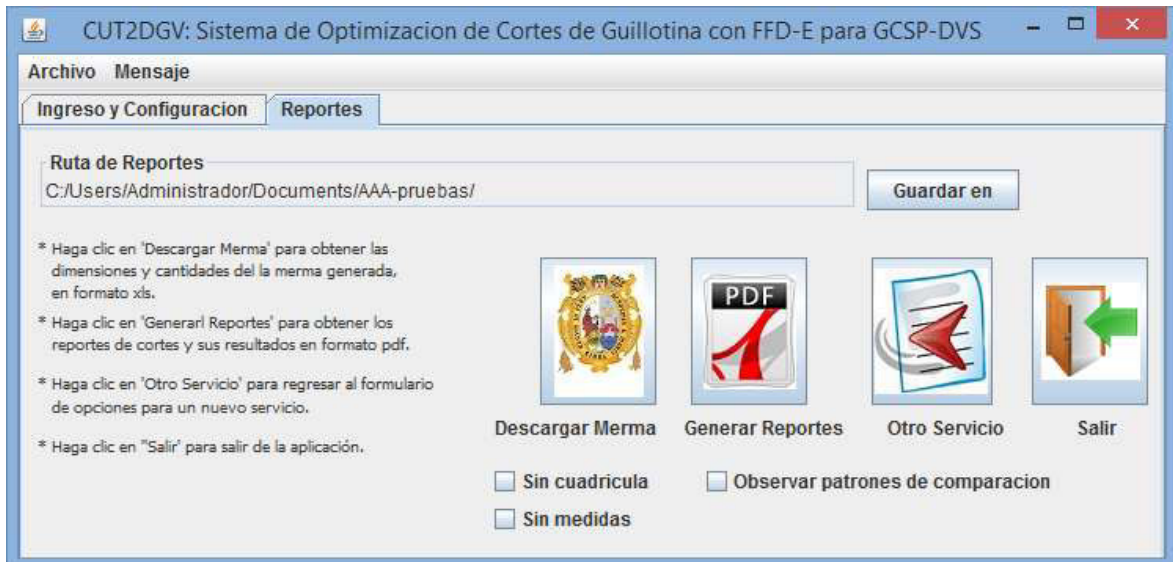 CUT2DGV: Sistema de Optimizacion de Cortes de Guillotina con FFD-E para GCSP-DVS
Archivo Mensaje
Ingreso y Configuracion Reportes
Ruta de Reportes
C:/Users/Administrador/Documents/AAA-pruebas/
Guardar en
* Haga clic en 'Descargar Merma' para obtener las
dimensiones y cantidades del la merma generada,
en formato xls.
* Haga clic en 'Generarl Reportes' para obtener los
reportes de cortes y sus resultados en formato pdf.
* Haga clic en 'Otro Servicio' para regresar al formulario
de opciones para un nuevo servicio.
* Haga clic en "Salir' para salir de la aplicación.
PDF
Descargar Merma Generar Reportes Otro Servicio Salir
Sin cuadricula Observar patrones de comparacion
Sin medidas